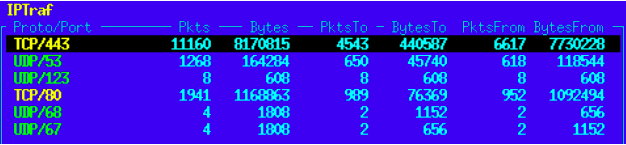 IPTraf
Proto/Port Pkts Bytes PktsTo BytesTo PktsFrom BytesFrom
TCP/443 11160 8170815 4543 440587 6617 7730228
UDP/53 1268 164284 650 45740 618 118544
UDP/123 8 608 8 608 8 608
TCP/80 1941 1168863 989 76369 952 1092494
UDP/68 4 1808 2 1152 2 656
UDP/67 4 1808 2 656 2 1152